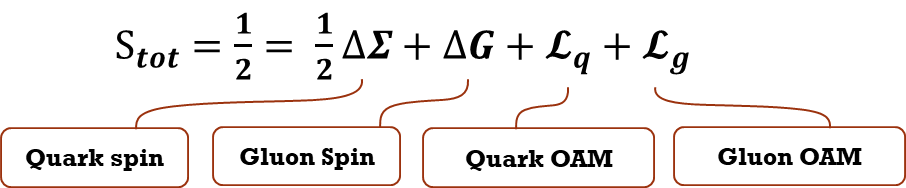 S_tot = 1/2 = 1/2 ΔΣ + ΔG + ℒ_q + ℒ_g
Quark spin Gluon Spin Quark OAM Gluon OAM